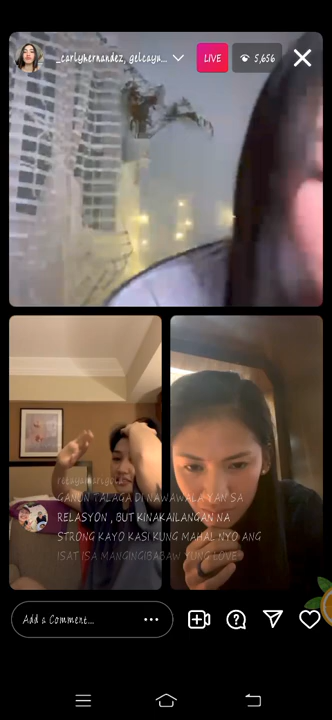 _carlyhernandez, gelcaya... LIVE 5,656
GANUN TALAGA DI NAWAWALA YAN SA
RELASYON , BUT KINAKAILANGAN NA
STRONG KAYO KASI KUNG MAHAL NYO ANG
ISAT ISA MANGINGIBABAW YUNG LOVE
Add a Comment...